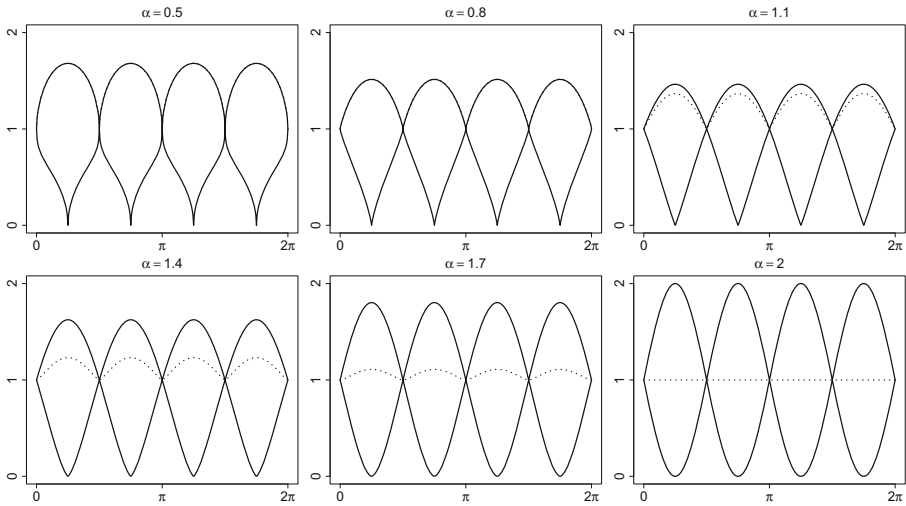 α = 0.5
2
1
0
0 π 2π
α = 0.8
2
1
0
0 π 2π
α = 1.1
2
1
0
0 π 2π
α = 1.4
2
1
0
0 π 2π
α = 1.7
2
1
0
0 π 2π
α = 2
2
1
0
0 π 2π